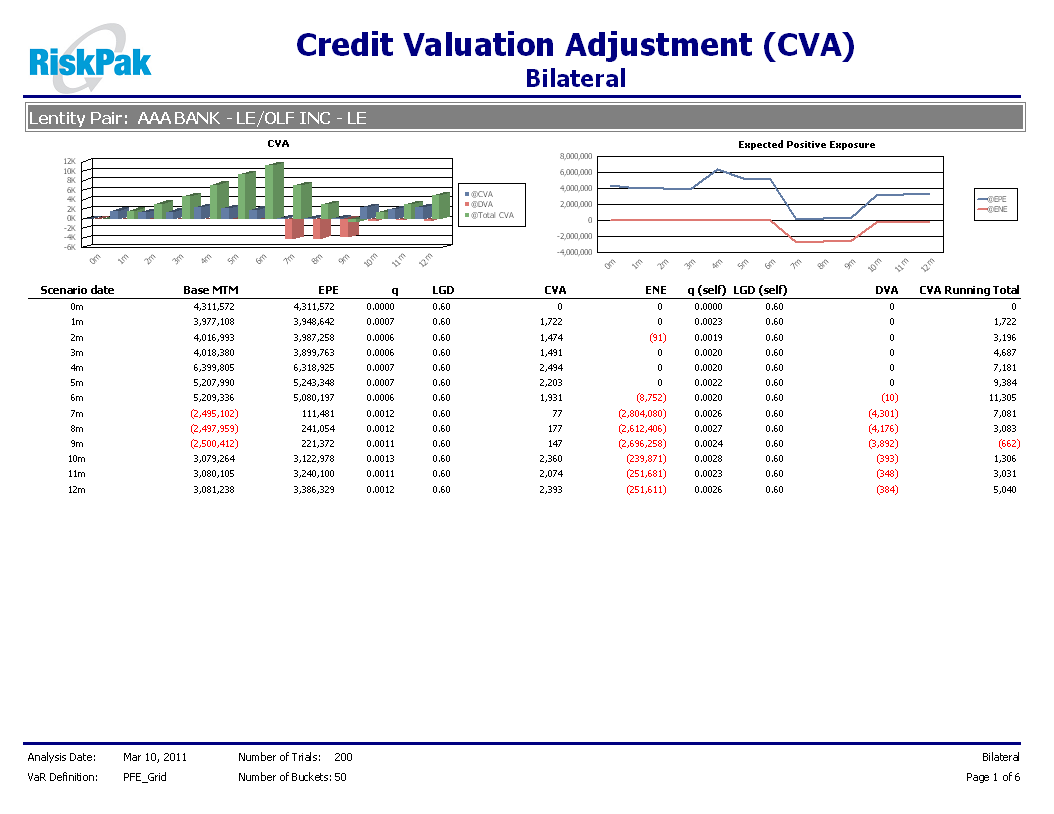 RiskPak
Credit Valuation Adjustment (CVA)
Bilateral
Lentity Pair: AAA BANK - LE/OLF INC - LE
CVA
12K
10K
8K
6K
4K
2K
0K
-2K
-4K
-6K
0m 1m 2m 3m 4m 5m 6m 7m 8m 9m 10m 11m 12m
@CVA
@DVA
@Total CVA
Expected Positive Exposure
8,000,000
6,000,000
4,000,000
2,000,000
0
-2,000,000
-4,000,000
0m 1m 2m 3m 4m 5m 6m 7m 8m 9m 10m 11m 12m
@EPE
@ENE
Scenario date Base MTM EPE q LGD CVA ENE q (self) LGD (self) DVA CVA Running Total
0m 4,311,572 4,311,572 0.0000 0.60 0 0 0.0000 0.60 0 0
1m 3,977,108 3,948,642 0.0007 0.60 1,722 0 0.0023 0.60 0 1,722
2m 4,016,993 3,987,258 0.0006 0.60 1,474 (91) 0.0019 0.60 0 3,196
3m 4,018,380 3,899,763 0.0006 0.60 1,491 0 0.0020 0.60 0 4,687
4m 6,399,805 6,318,925 0.0007 0.60 2,494 0 0.0020 0.60 0 7,181
5m 5,207,990 5,243,348 0.0007 0.60 2,203 0 0.0022 0.60 0 9,384
6m 5,209,336 5,080,197 0.0006 0.60 1,931 (8,752) 0.0020 0.60 (10) 11,305
7m (2,495,102) 111,481 0.0012 0.60 77 (2,804,080) 0.0026 0.60 (4,301) 7,081
8m (2,497,959) 241,054 0.0012 0.60 177 (2,612,406) 0.0027 0.60 (4,176) 3,083
9m (2,500,412) 221,372 0.0011 0.60 147 (2,696,258) 0.0024 0.60 (3,892) (662)
10m 3,079,264 3,122,978 0.0013 0.60 2,360 (239,871) 0.0028 0.60 (393) 1,306
11m 3,080,105 3,240,100 0.0011 0.60 2,074 (251,681) 0.0023 0.60 (348) 3,031
12m 3,081,238 3,386,329 0.0012 0.60 2,393 (251,611) 0.0026 0.60 (384) 5,040
Analysis Date: Mar 10, 2011 Number of Trials: 200 Bilateral
VaR Definition: PFE_Grid Number of Buckets: 50 Page 1 of 6